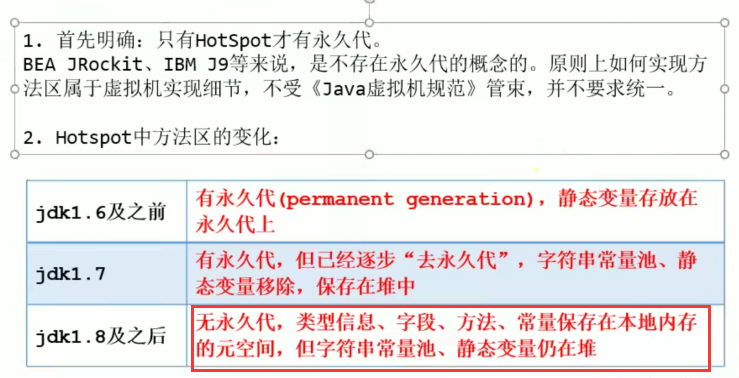 1. 首先明确：只有HotSpot才有永久代。
BEA JRockit、IBM J9等来说，是不存在永久代的概念的。原则上如何实现方
法区属于虚拟机实现细节，不受《Java虚拟机规范》管束，并不要求统一。
2. Hotspot中方法区的变化：
jdk1.6及之前
有永久代(permanent generation)，静态变量存放在
永久代上
jdk1.7
有永久代，但已经逐步“去永久代”，字符串常量池、静
态变量移除，保存在堆中
jdk1.8及之后
无永久代，类型信息、字段、方法、常量保存在本地内存
的元空间，但字符串常量池、静态变量仍在堆